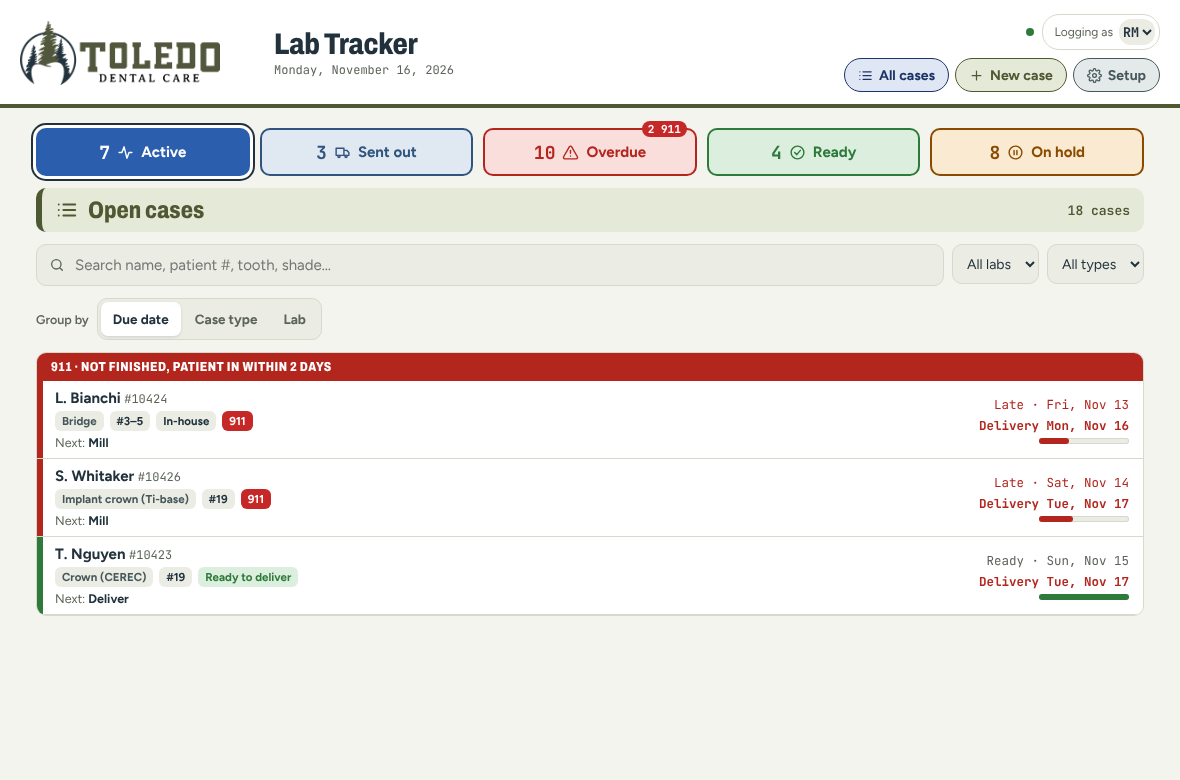 TOLEDO
DENTAL CARE
Lab Tracker
Monday, November 16, 2026
Logging as RM
All cases
New case
Setup
7 Active
3 Sent out
2 911
10 Overdue
4 Ready
8 On hold
Open cases
18 cases
Search name, patient #, tooth, shade...
All labs
All types
Group by
Due date
Case type
Lab
911 · NOT FINISHED, PATIENT IN WITHIN 2 DAYS
L. Bianchi #10424
Bridge #3–5 In-house 911
Next: Mill
Late · Fri, Nov 13
Delivery Mon, Nov 16
S. Whitaker #10426
Implant crown (Ti-base) #19 911
Next: Mill
Late · Sat, Nov 14
Delivery Tue, Nov 17
T. Nguyen #10423
Crown (CEREC) #19 Ready to deliver
Next: Deliver
Ready · Sun, Nov 15
Delivery Tue, Nov 17